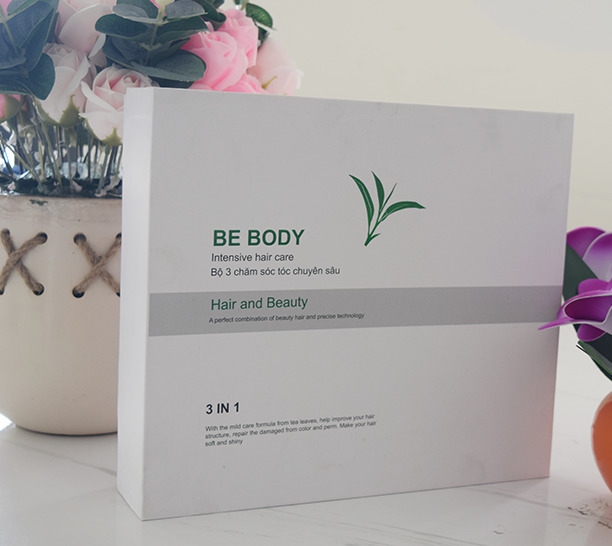 BE BODY
Intensive hair care
Bộ 3 chăm sóc tóc chuyên sâu
Hair and Beauty
A perfect combination of beauty hair and precise technology
3 IN 1
With the mild care formula from tea leaves, help improve your hair
structure, repair the damaged from color and perm. Make your hair
soft and shiny